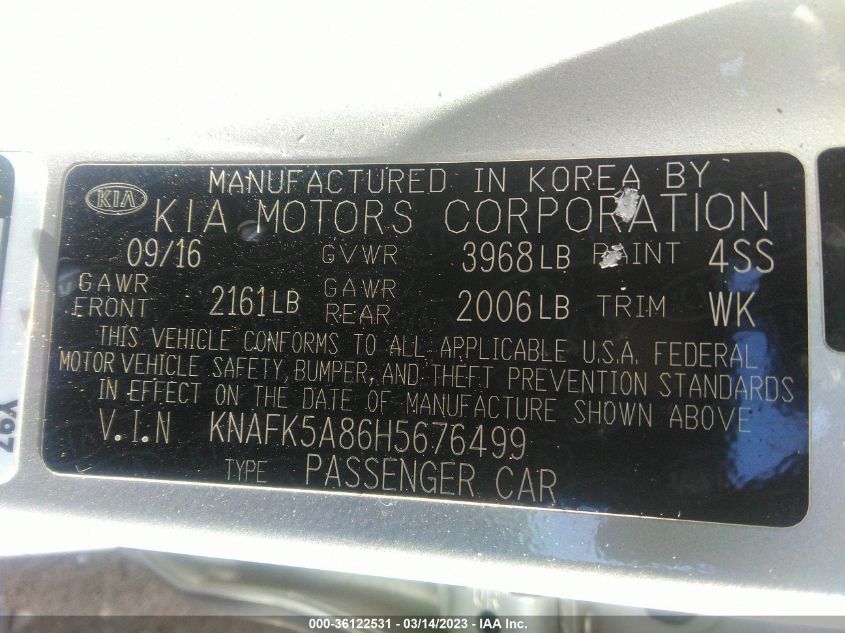 MANUFACTURED IN KOREA BY
KIA
KIA MOTORS CORPORATION
09/16 GVWR 3968LB PAINT 4SS
GAWR FRONT 2161LB GAWR REAR 2006LB TRIM WK
THIS VEHICLE CONFORMS TO ALL APPLICABLE U.S.A. FEDERAL
MOTOR VEHICLE SAFETY, BUMPER, AND THEFT PREVENTION STANDARDS
IN EFFECT ON THE DATE OF MANUFACTURE SHOWN ABOVE
V.I.N KNAFK5A86H5676499
TYPE PASSENGER CAR
000-36122531 - 03/14/2023 - IAA Inc.